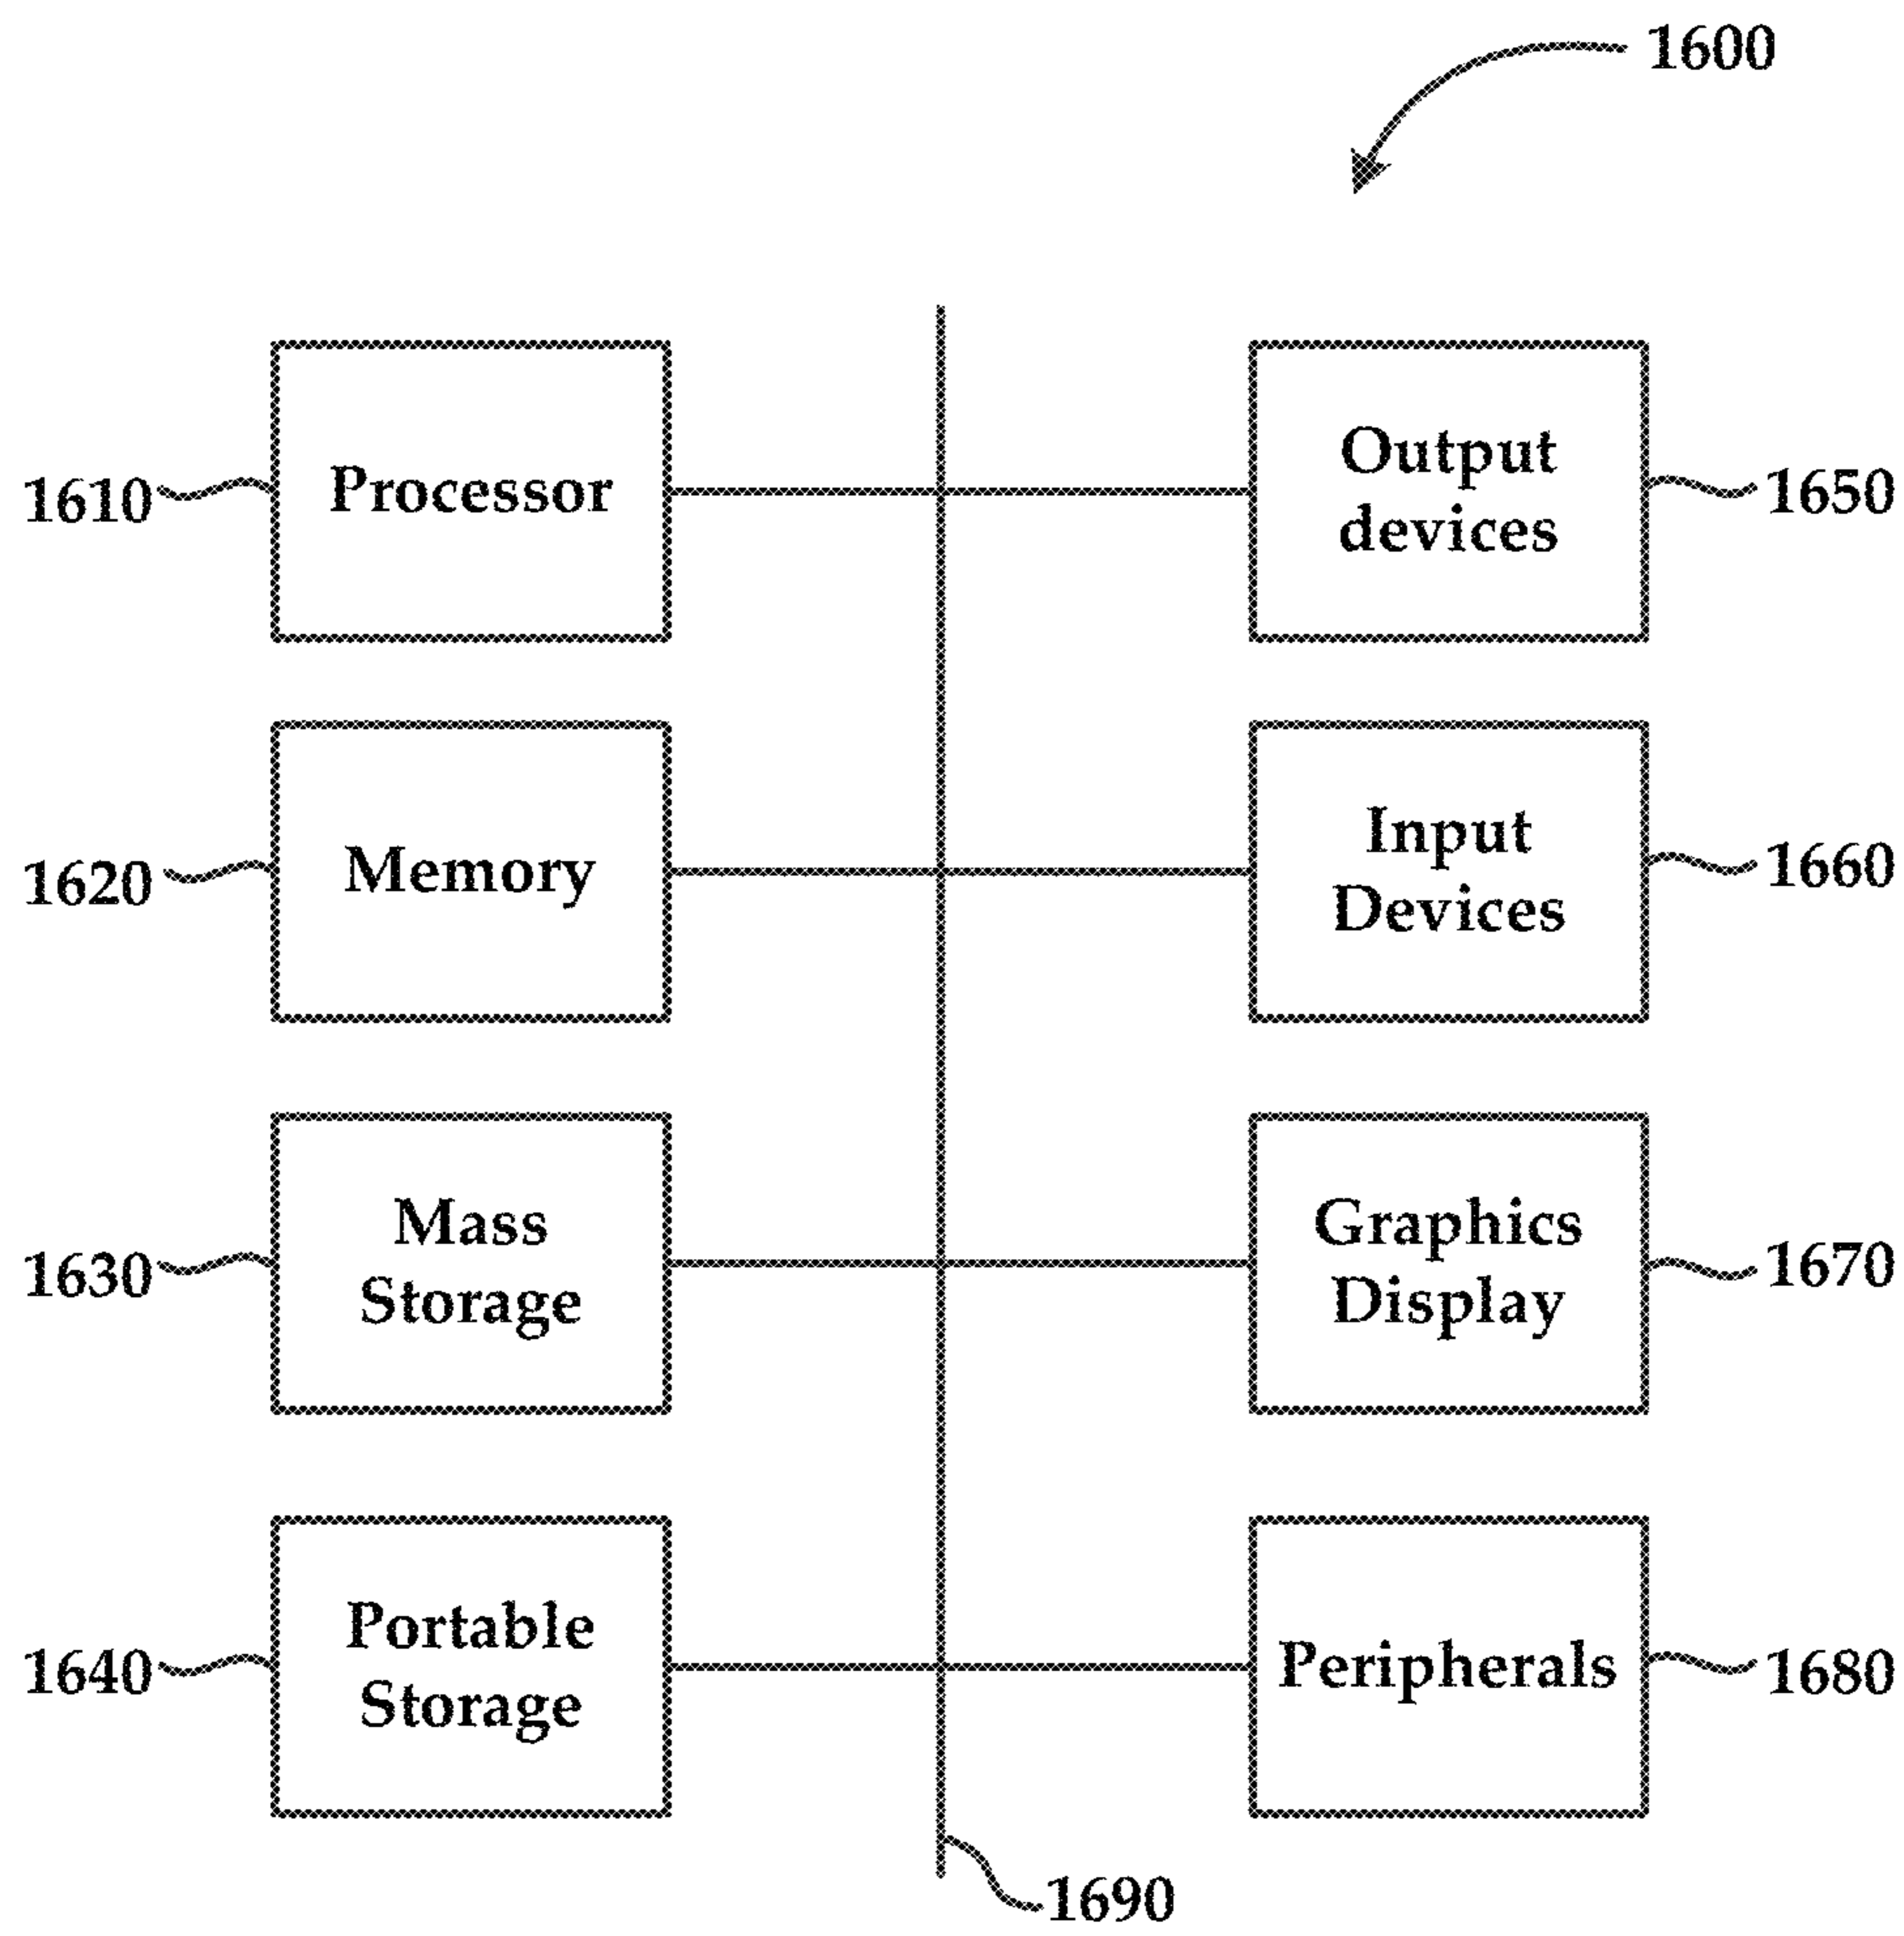 1600
1610
Processor
Output
devices
1650
1620
Memory
Input
Devices
1660
1630
Mass
Storage
Graphics
Display
1670
1640
Portable
Storage
Peripherals
1680
1690